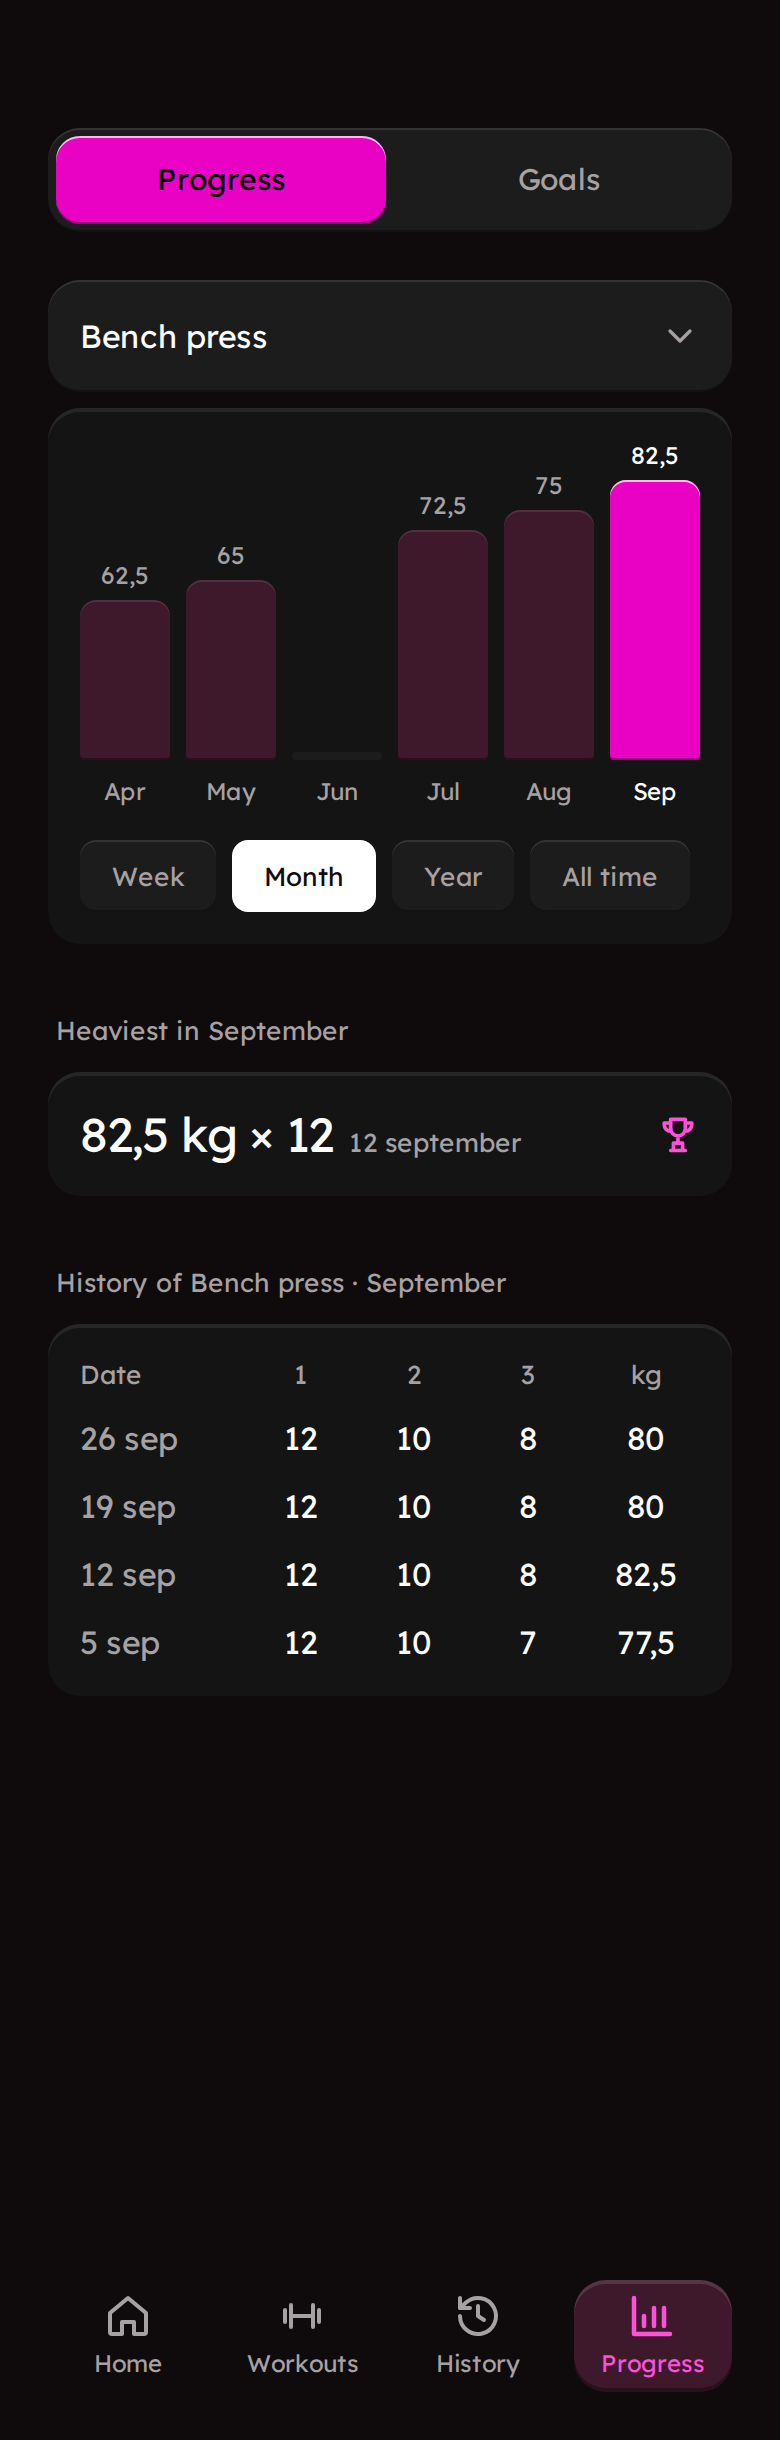 Progress Goals
Bench press
62,5 65 72,5 75 82,5
Apr May Jun Jul Aug Sep
Week Month Year All time
Heaviest in September
82,5 kg × 12 12 september
History of Bench press · September
Date 1 2 3 kg
26 sep 12 10 8 80
19 sep 12 10 8 80
12 sep 12 10 8 82,5
5 sep 12 10 7 77,5
Home Workouts History Progress